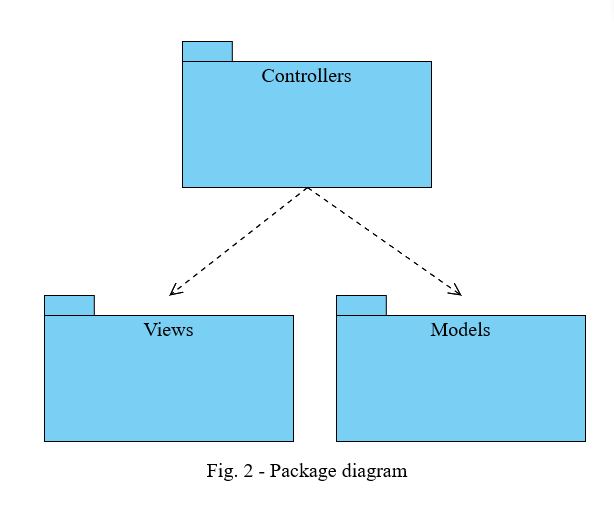 Controllers
Views
Models
Fig. 2 - Package diagram